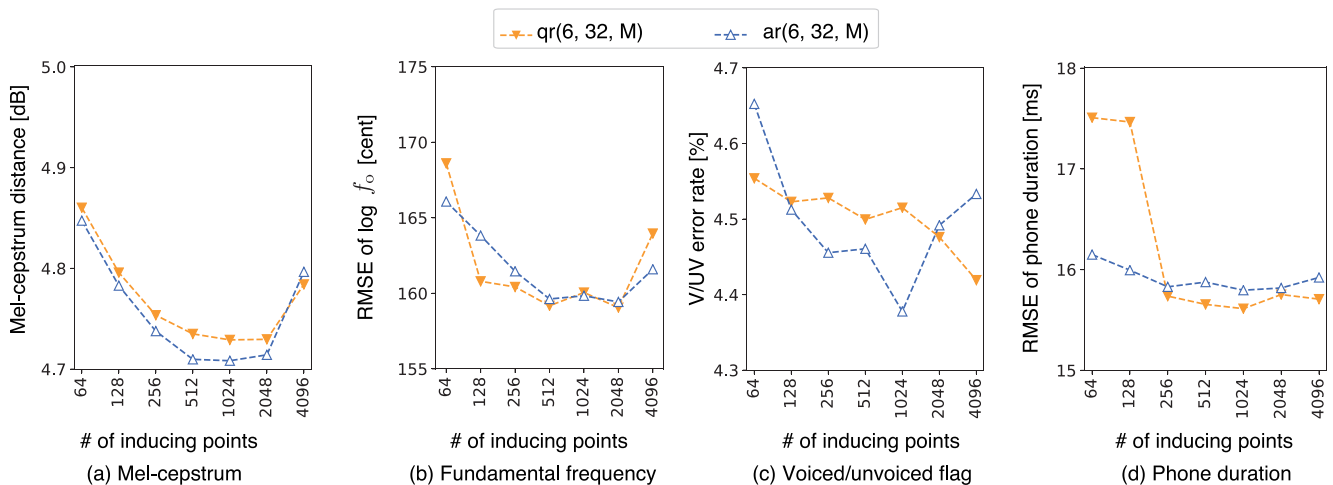 qr(6, 32, M) ar(6, 32, M)
Mel-cepstrum distance [dB]
5.0
4.9
4.8
4.7
64 128 256 512 1024 2048 4096
# of inducing points
(a) Mel-cepstrum
RMSE of log fo [cent]
175
170
165
160
155
64 128 256 512 1024 2048 4096
# of inducing points
(b) Fundamental frequency
V/UV error rate [%]
4.7
4.6
4.5
4.4
4.3
64 128 256 512 1024 2048 4096
# of inducing points
(c) Voiced/unvoiced flag
RMSE of phone duration [ms]
18
17
16
15
64 128 256 512 1024 2048 4096
# of inducing points
(d) Phone duration